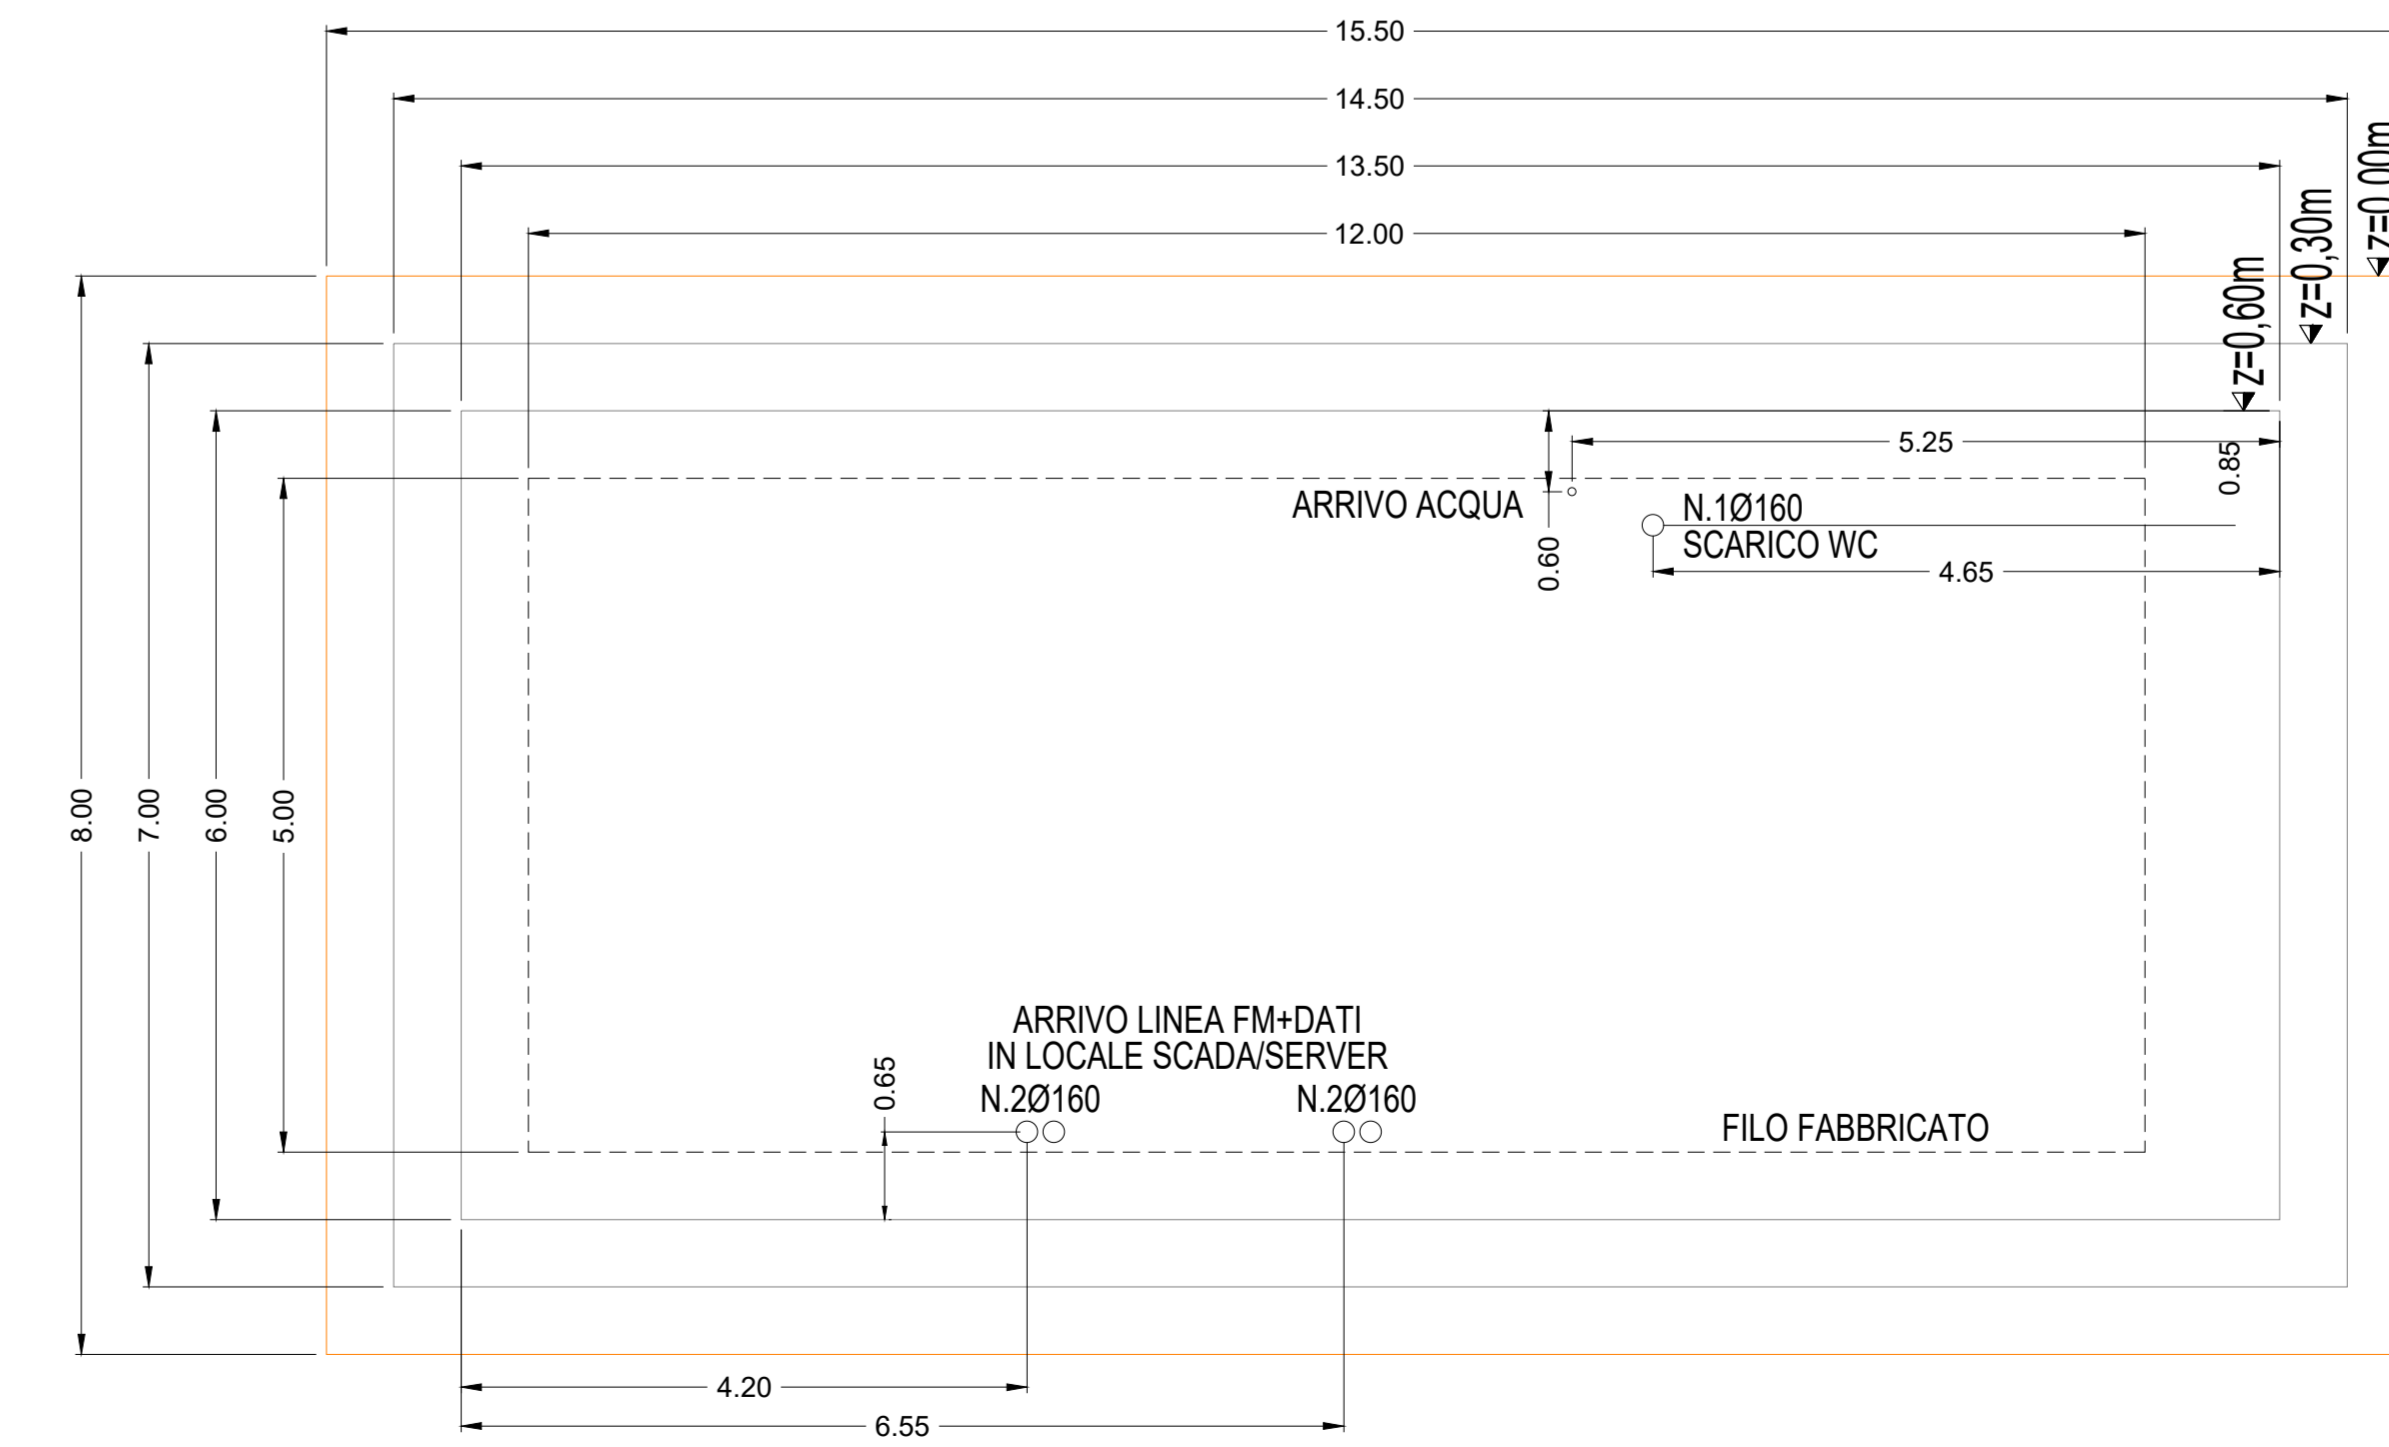 15.50
14.50
13.50
12.00
z=0,00m
z=0,30m
z=0,60m
5.25
0.85
ARRIVO ACQUA
N.1Ø160
SCARICO WC
0.60
4.65
8.00
7.00
6.00
5.00
ARRIVO LINEA FM+DATI
IN LOCALE SCADA/SERVER
0.65
N.2Ø160
N.2Ø160
FILO FABBRICATO
4.20
6.55